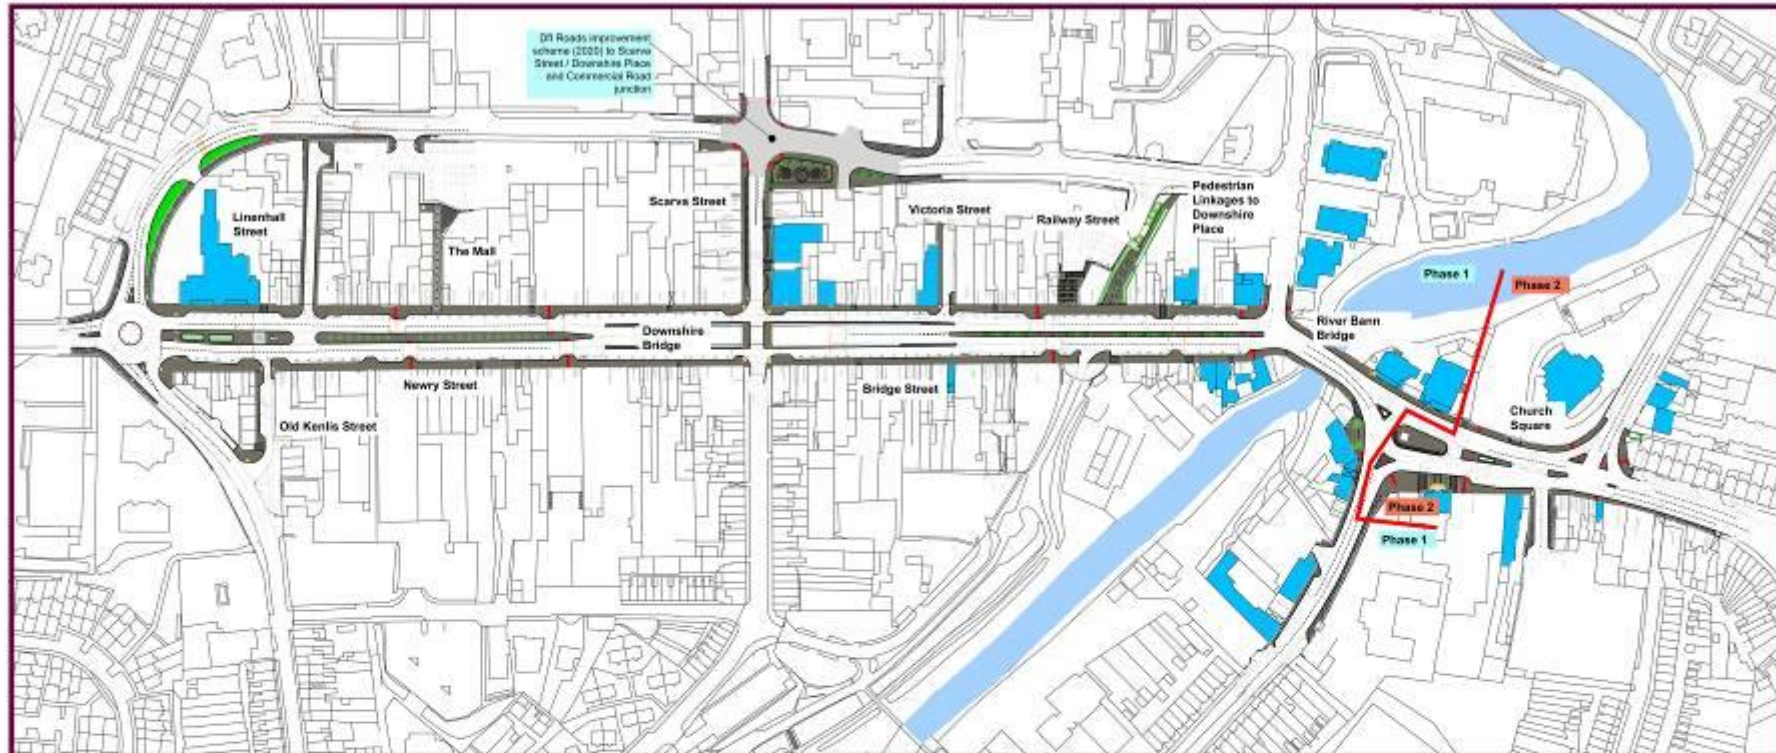 DfI Roads improvement
scheme (2020) to Scarva
Street / Downshire Place
and Commercial Road
junction
Linenhall
Street
The Mall
Scarva Street
Victoria Street
Railway Street
Pedestrian
Linkages to
Downshire
Place
Phase 1
Phase 2
Downshire
Bridge
River Bann
Bridge
Newry Street
Bridge Street
Old Kenlis Street
Church
Square
Phase 2
Phase 1